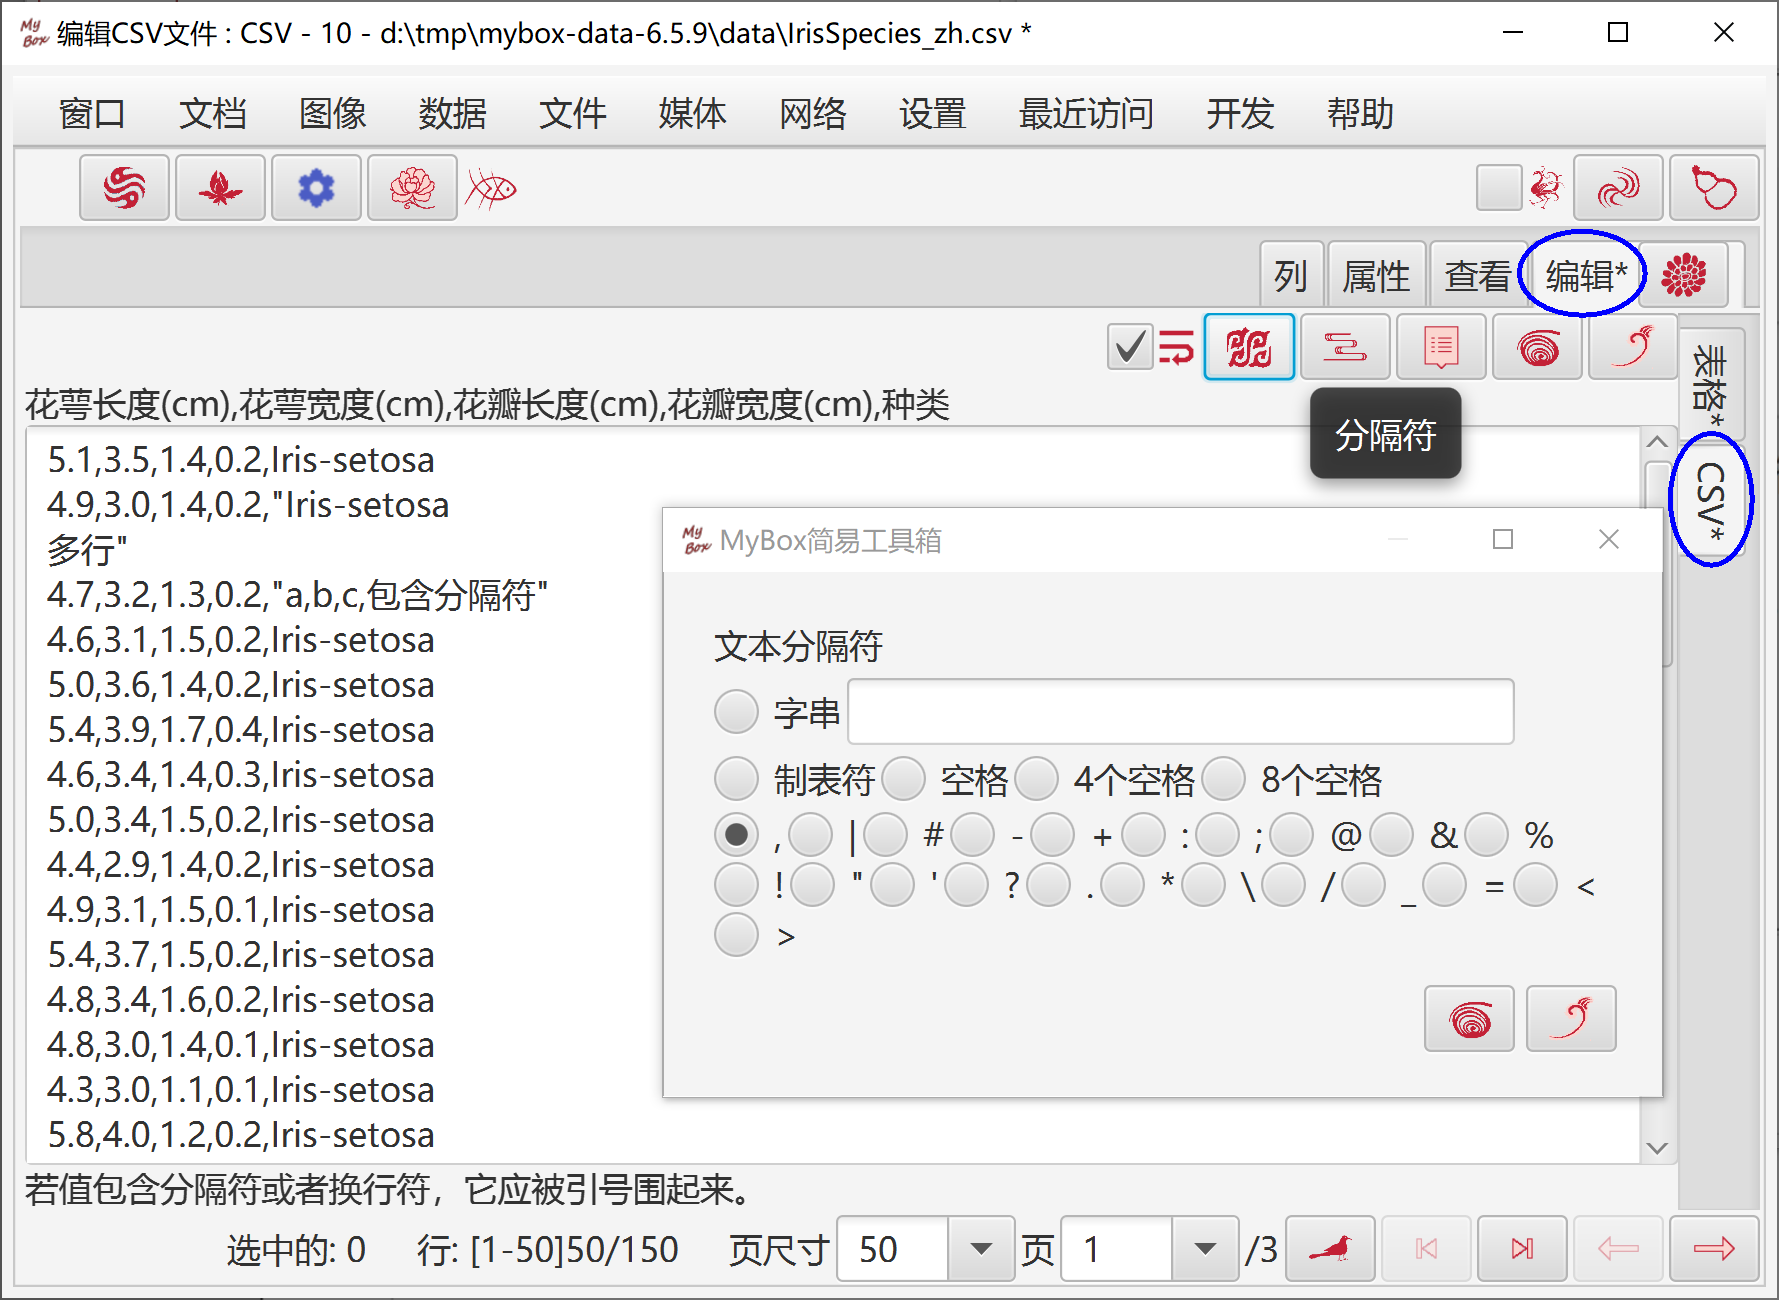 My Box 编辑CSV文件 : CSV - 10 - d:\tmp\mybox-data-6.5.9\data\IrisSpecies_zh.csv *
窗口 文档 图像 数据 文件 媒体 网络 设置 最近访问 开发 帮助
列 属性 查看 编辑*
表格*
CSV*
分隔符
花萼长度(cm),花萼宽度(cm),花瓣长度(cm),花瓣宽度(cm),种类
5.1,3.5,1.4,0.2,Iris-setosa
4.9,3.0,1.4,0.2,"Iris-setosa
多行"
4.7,3.2,1.3,0.2,"a,b,c,包含分隔符"
4.6,3.1,1.5,0.2,Iris-setosa
5.0,3.6,1.4,0.2,Iris-setosa
5.4,3.9,1.7,0.4,Iris-setosa
4.6,3.4,1.4,0.3,Iris-setosa
5.0,3.4,1.5,0.2,Iris-setosa
4.4,2.9,1.4,0.2,Iris-setosa
4.9,3.1,1.5,0.1,Iris-setosa
5.4,3.7,1.5,0.2,Iris-setosa
4.8,3.4,1.6,0.2,Iris-setosa
4.8,3.0,1.4,0.1,Iris-setosa
4.3,3.0,1.1,0.1,Iris-setosa
5.8,4.0,1.2,0.2,Iris-setosa
My Box MyBox简易工具箱
文本分隔符
字串
制表符 空格 4个空格 8个空格
, | # - + : ; @ & %
! " ' ? . * \ / _ = <
>
若值包含分隔符或者换行符，它应被引号围起来。
选中的: 0 行: [1-50]50/150 页尺寸 50 页 1 /3